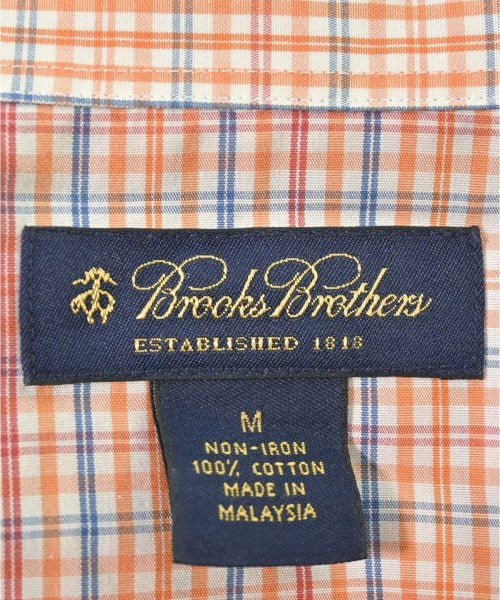 Brooks Brothers
ESTABLISHED 1818
M
NON-IRON
100% COTTON
MADE IN
MALAYSIA